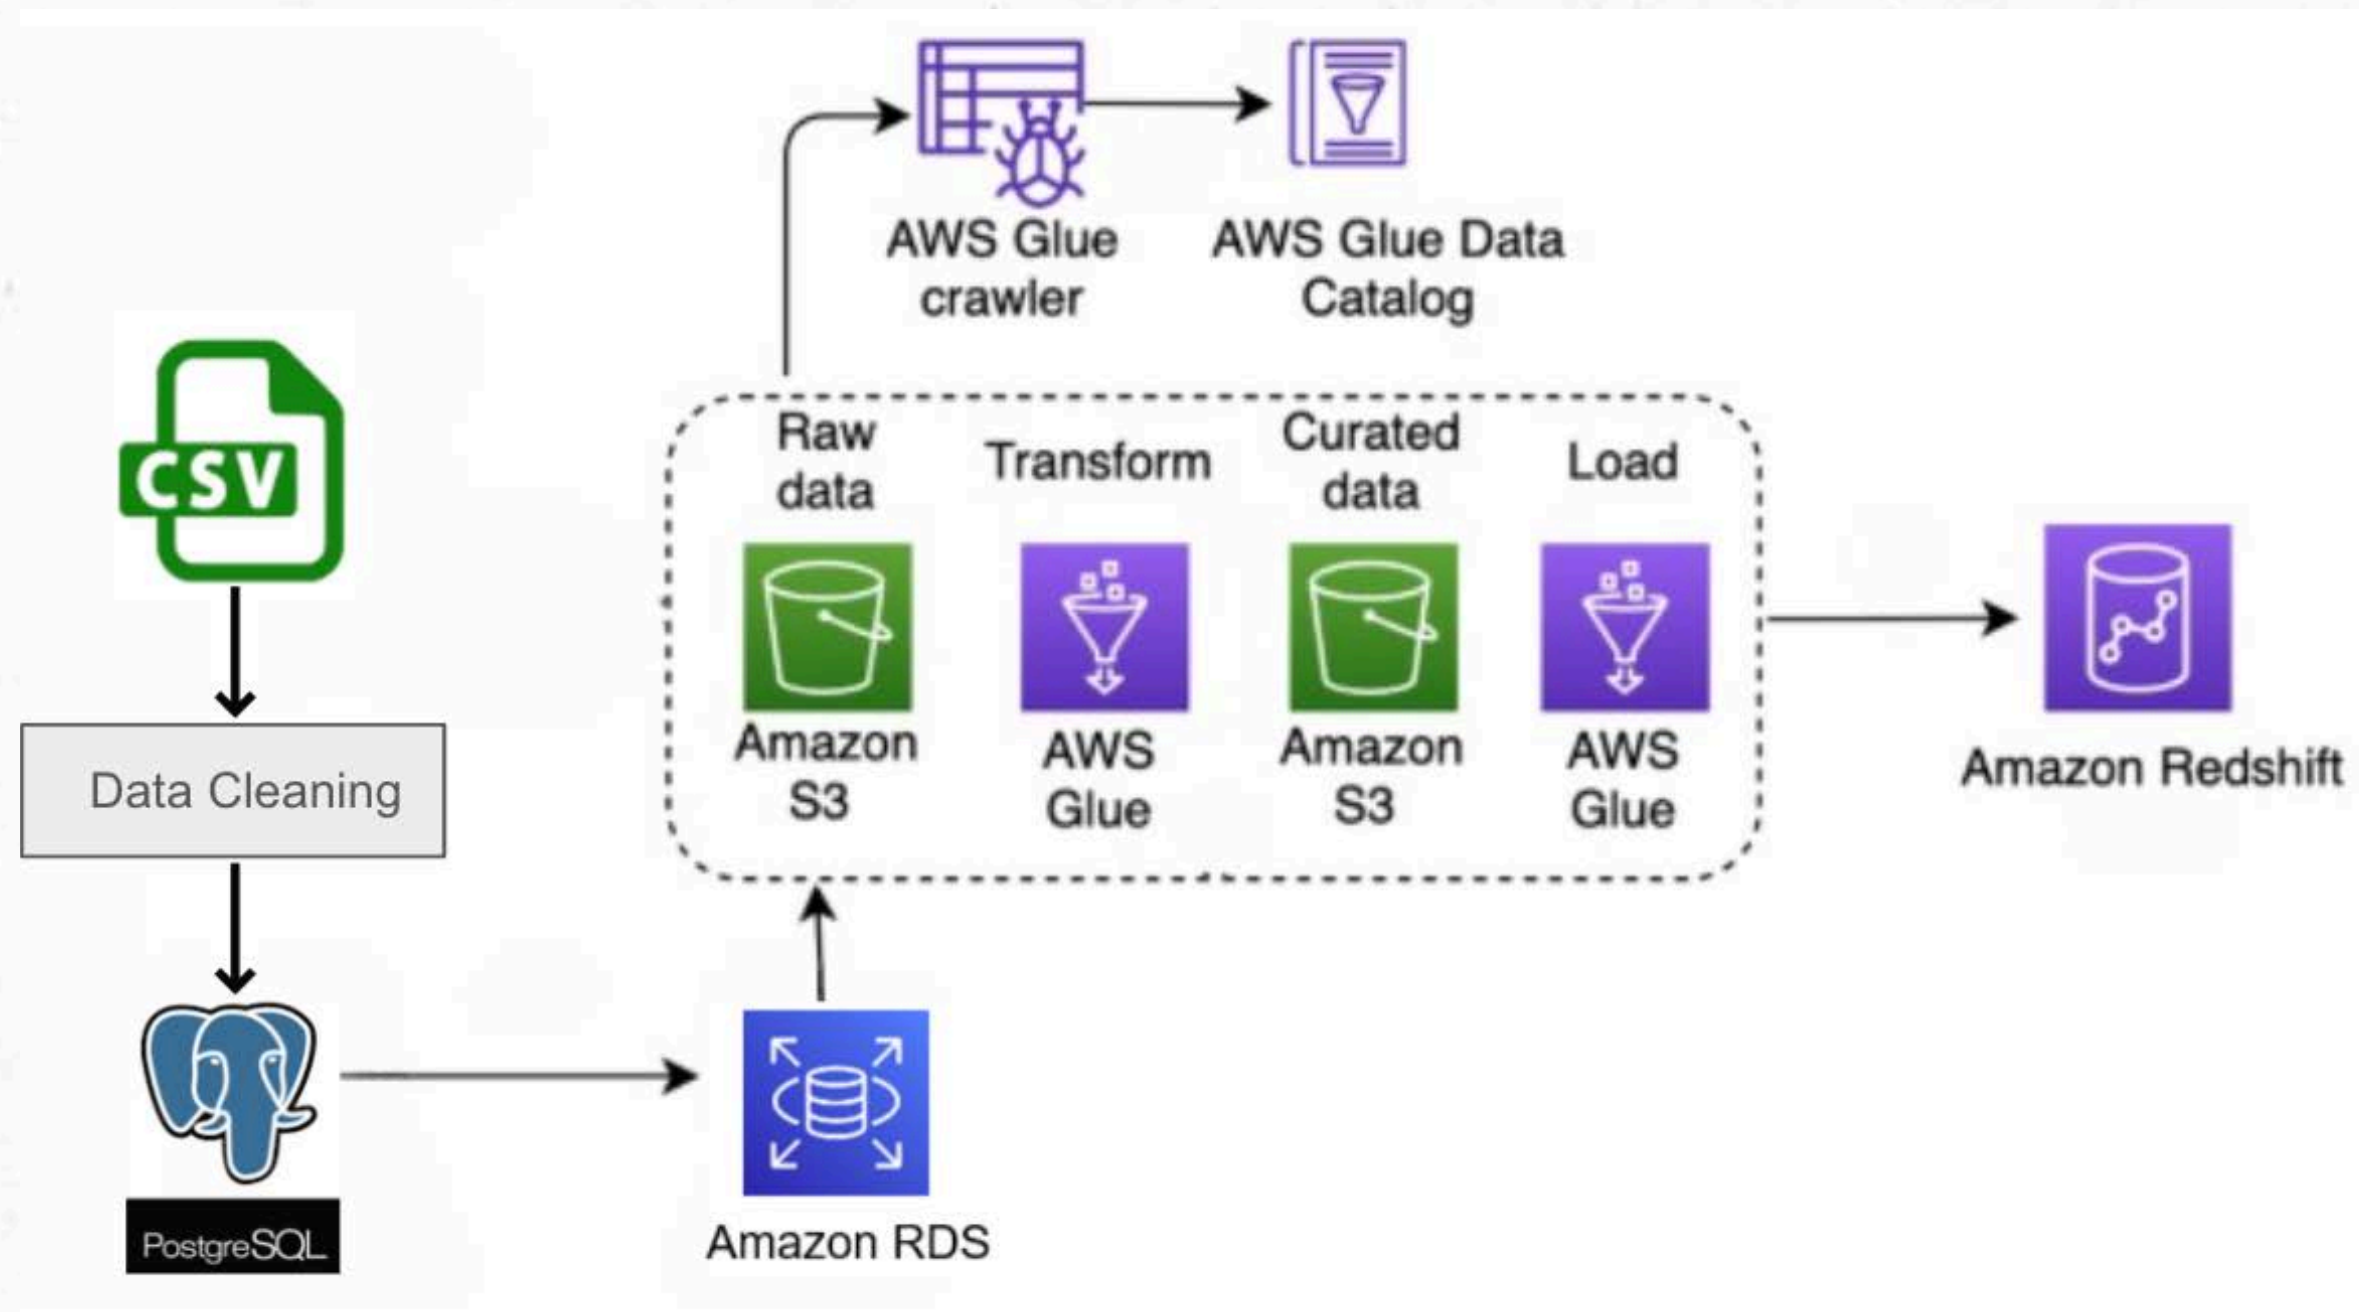 AWS Glue
crawler
AWS Glue Data
Catalog
CSV
Data Cleaning
PostgreSQL
Raw
data
Transform
Curated
data
Load
Amazon
S3
AWS
Glue
Amazon
S3
AWS
Glue
Amazon Redshift
Amazon RDS